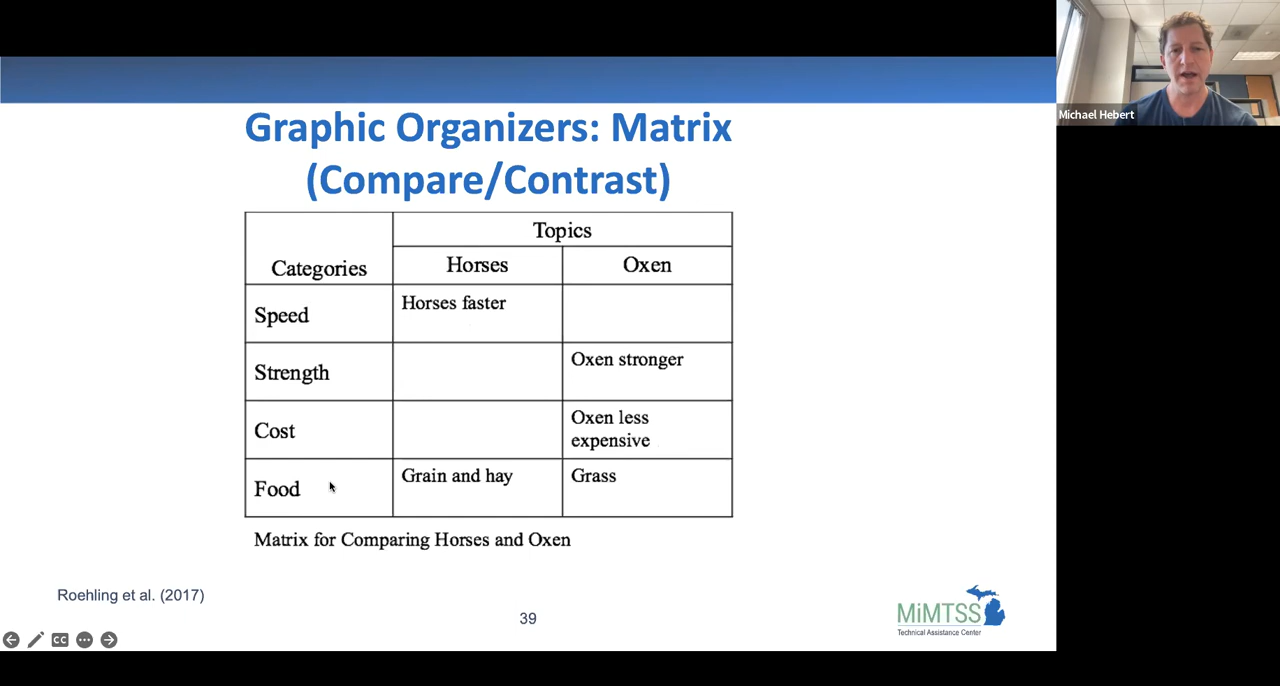 Graphic Organizers: Matrix
(Compare/Contrast)
Topics
Categories
Horses
Oxen
Speed
Horses faster
Strength
Oxen stronger
Cost
Oxen less
expensive
Food
Grain and hay
Grass
Matrix for Comparing Horses and Oxen
Roehling et al. (2017)
39
MiMTSS
Technical Assistance Center
CC
Michael Hebert